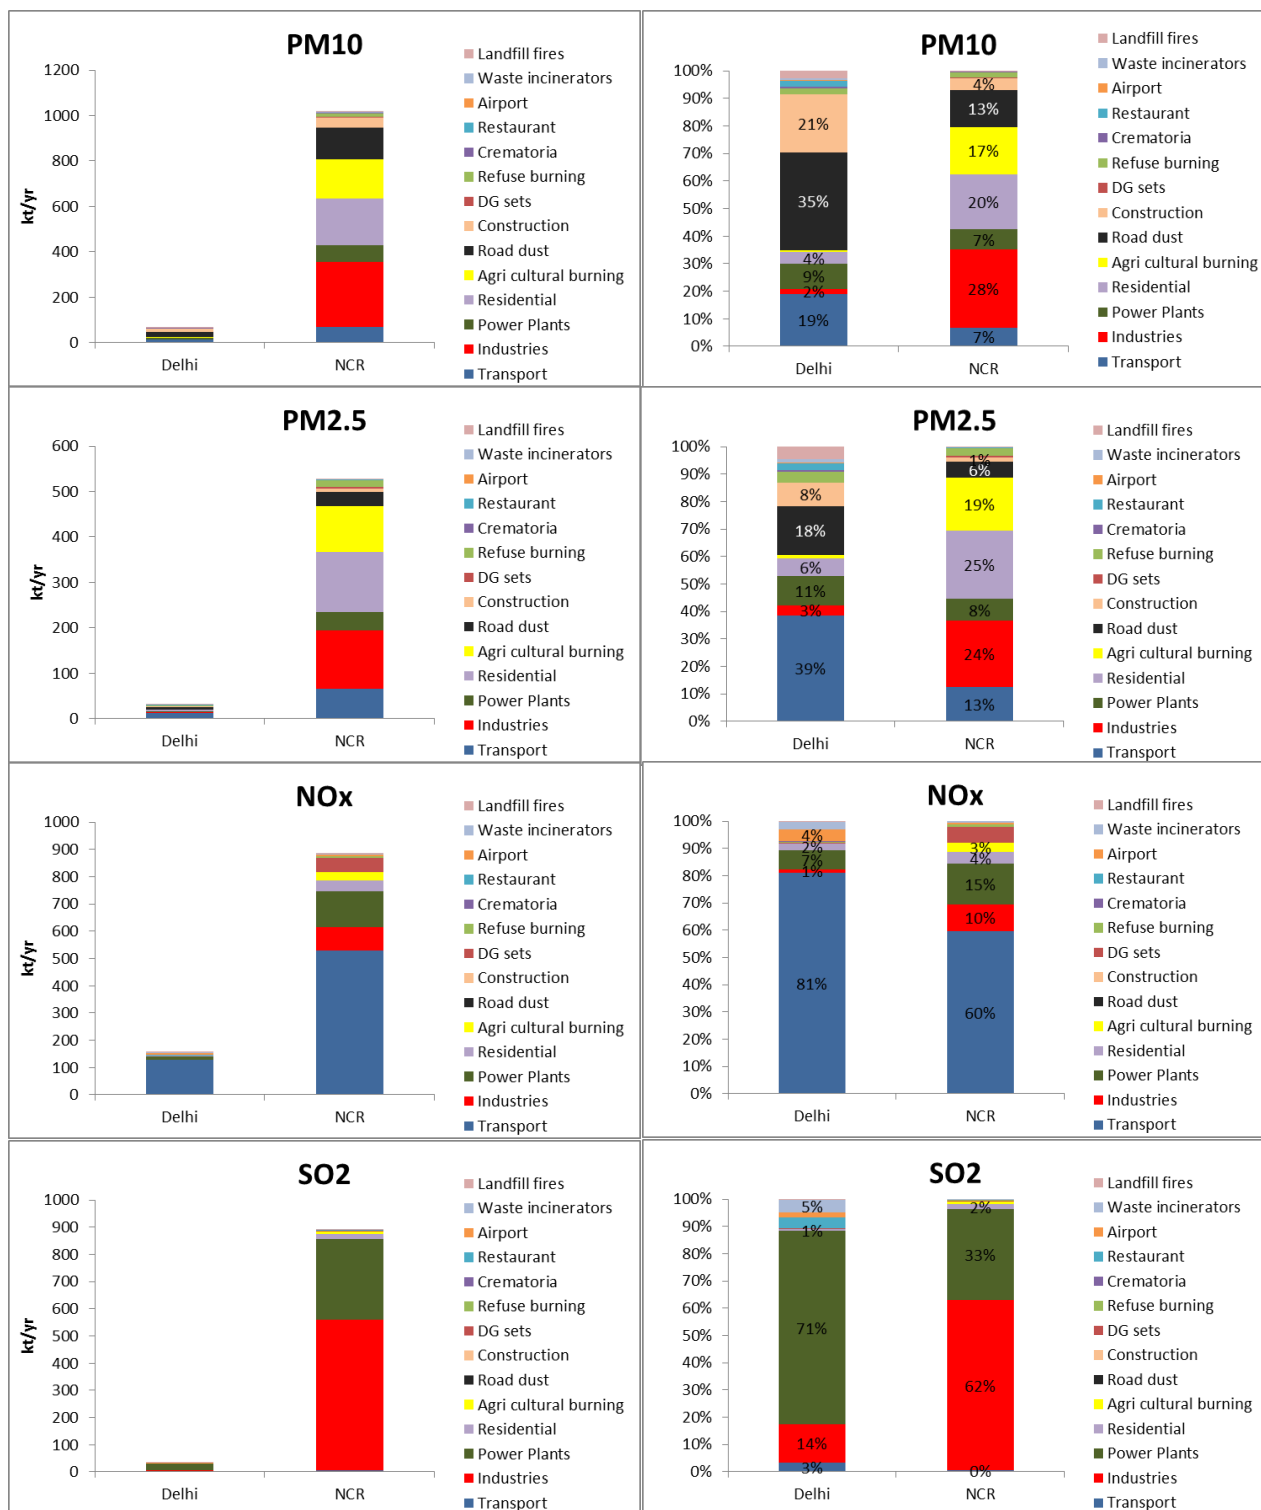 PM10
kt/yr
1200
1000
800
600
400
200
0
Delhi
NCR
Landfill fires
Waste incinerators
Airport
Restaurant
Crematoria
Refuse burning
DG sets
Construction
Road dust
Agri cultural burning
Residential
Power Plants
Industries
Transport
PM10
100%
90%
80%
70%
60%
50%
40%
30%
20%
10%
0%
21%
35%
4%
9%
2%
19%
4%
13%
17%
20%
7%
28%
7%
Delhi
NCR
Landfill fires
Waste incinerators
Airport
Restaurant
Crematoria
Refuse burning
DG sets
Construction
Road dust
Agri cultural burning
Residential
Power Plants
Industries
Transport
PM2.5
kt/yr
600
500
400
300
200
100
0
Delhi
NCR
Landfill fires
Waste incinerators
Airport
Restaurant
Crematoria
Refuse burning
DG sets
Construction
Road dust
Agri cultural burning
Residential
Power Plants
Industries
Transport
PM2.5
100%
90%
80%
70%
60%
50%
40%
30%
20%
10%
0%
8%
18%
6%
11%
3%
39%
1%
6%
19%
25%
8%
24%
13%
Delhi
NCR
Landfill fires
Waste incinerators
Airport
Restaurant
Crematoria
Refuse burning
DG sets
Construction
Road dust
Agri cultural burning
Residential
Power Plants
Industries
Transport
NOx
kt/yr
1000
900
800
700
600
500
400
300
200
100
0
Delhi
NCR
Landfill fires
Waste incinerators
Airport
Restaurant
Crematoria
Refuse burning
DG sets
Construction
Road dust
Agri cultural burning
Residential
Power Plants
Industries
Transport
NOx
100%
90%
80%
70%
60%
50%
40%
30%
20%
10%
0%
4%
2%
7%
1%
81%
3%
4%
15%
10%
60%
Delhi
NCR
Landfill fires
Waste incinerators
Airport
Restaurant
Crematoria
Refuse burning
DG sets
Construction
Road dust
Agri cultural burning
Residential
Power Plants
Industries
Transport
SO2
kt/yr
1000
900
800
700
600
500
400
300
200
100
0
Delhi
NCR
Landfill fires
Waste incinerators
Airport
Restaurant
Crematoria
Refuse burning
DG sets
Construction
Road dust
Agri cultural burning
Residential
Power Plants
Industries
Transport
SO2
100%
90%
80%
70%
60%
50%
40%
30%
20%
10%
0%
5%
1%
71%
14%
3%
2%
33%
62%
0%
Delhi
NCR
Landfill fires
Waste incinerators
Airport
Restaurant
Crematoria
Refuse burning
DG sets
Construction
Road dust
Agri cultural burning
Residential
Power Plants
Industries
Transport